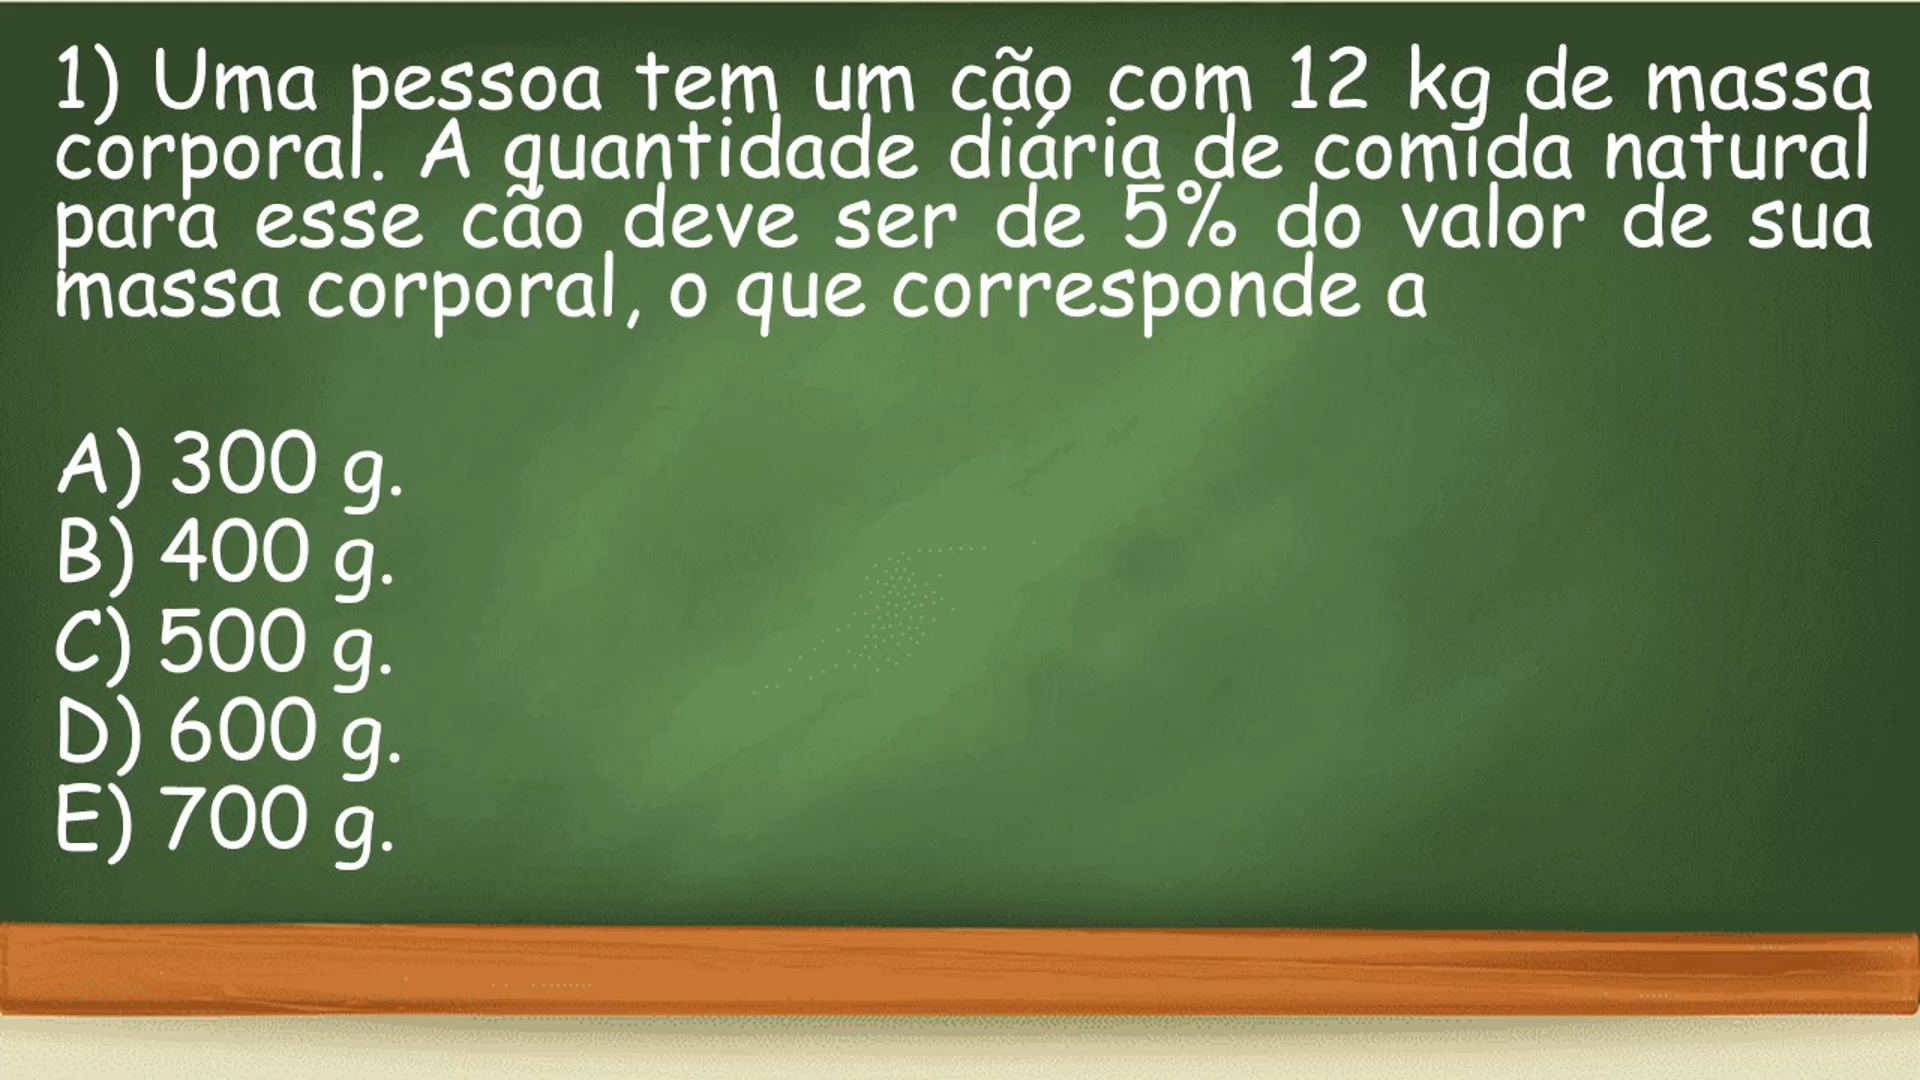 1) Uma pessoa tem um cão com 12 kg de massa
corporal. A quantidade diária de comida natural
para esse cão deve ser de 5% do valor de sua
massa corporal, o que corresponde a
A) 300 g.
B) 400 g.
C) 500 g.
D) 600 g.
E) 700 g.